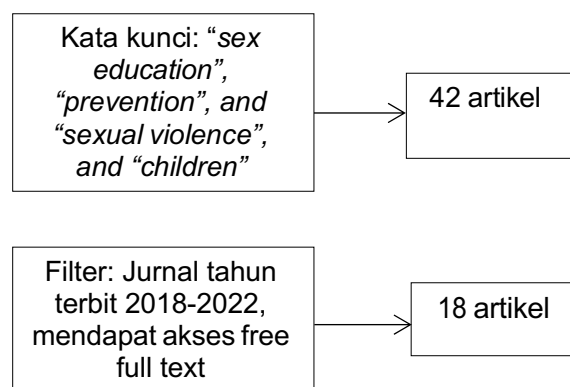 Kata kunci: “sex
education”,
“prevention”, and
“sexual violence”,
and “children”
42 artikel
Filter: Jurnal tahun
terbit 2018-2022,
mendapat akses free
full text
18 artikel